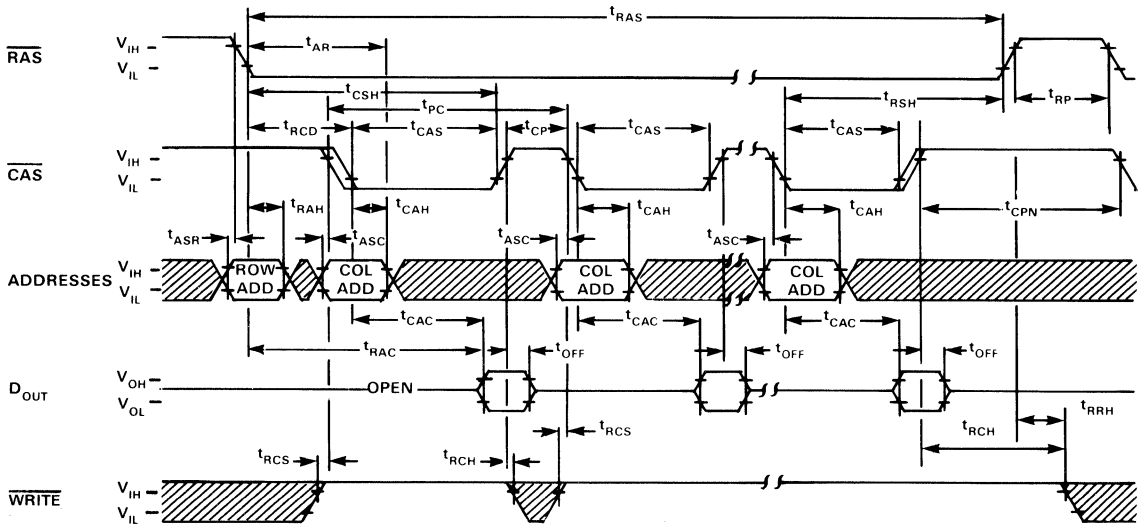 tRAS
RAS VIH tAR
VIL
tCSH
tPC tRSH tRP
tRCD tCAS tCP tCAS tCAS
CAS VIH
VIL
tRAH tCAH tCAH tCAH tCPN
tASR tASC tASC tASC
ADDRESSES VIH ROW COL COL COL
VIL ADD ADD ADD ADD
tCAC tCAC tCAC
tRAC tOFF tOFF tOFF
DOUT VOH OPEN
VOL
tRCS tRRH
tRCS tRCH tRCH
WRITE VIH
VIL